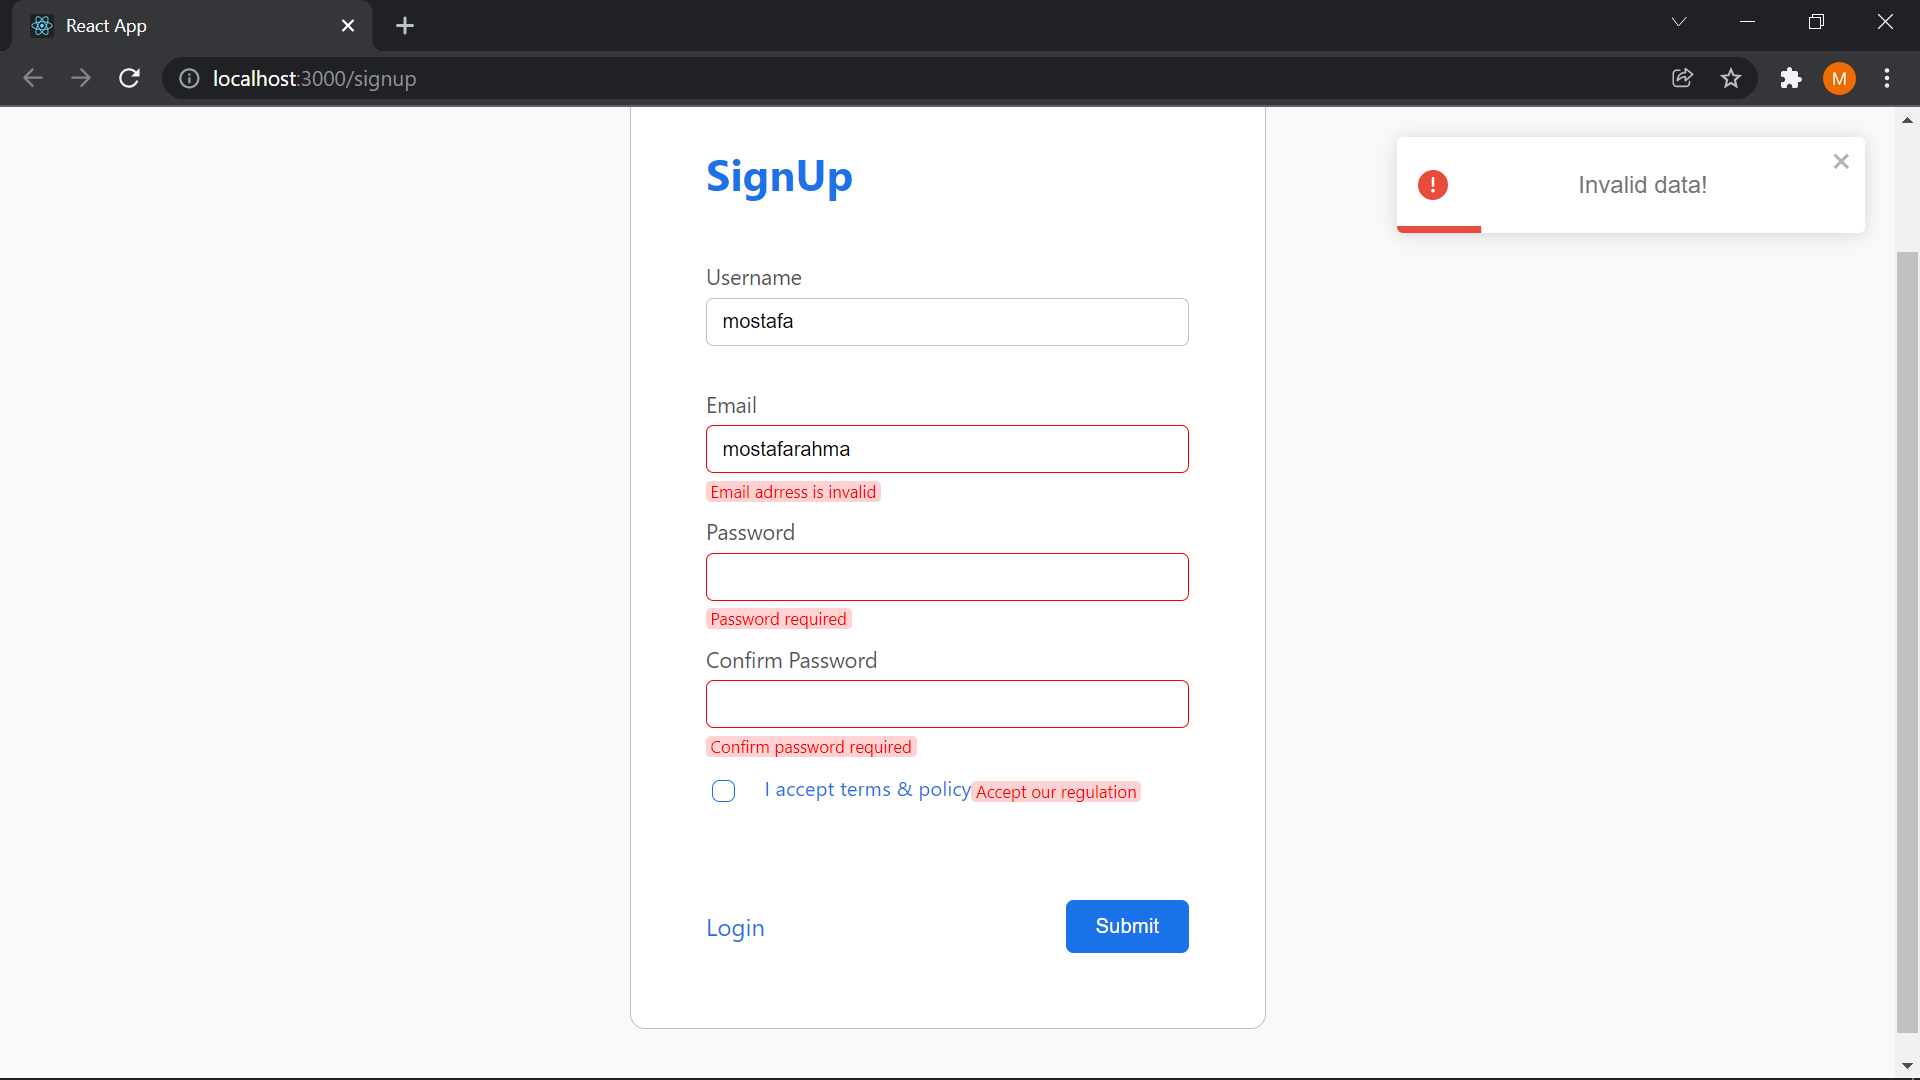 React App
localhost:3000/signup
M
Invalid data!
SignUp
Username
mostafa
Email
mostafarahma
Email adrress is invalid
Password
Password required
Confirm Password
Confirm password required
I accept terms & policy Accept our regulation
Login
Submit